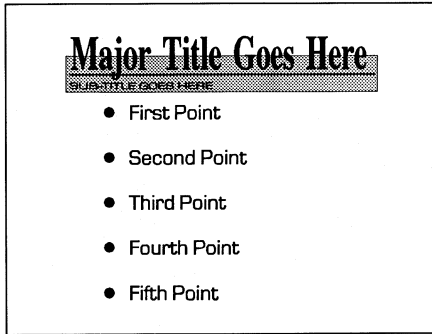 Major Title Goes Here
SUB-TITLE GOES HERE
● First Point
● Second Point
● Third Point
● Fourth Point
● Fifth Point